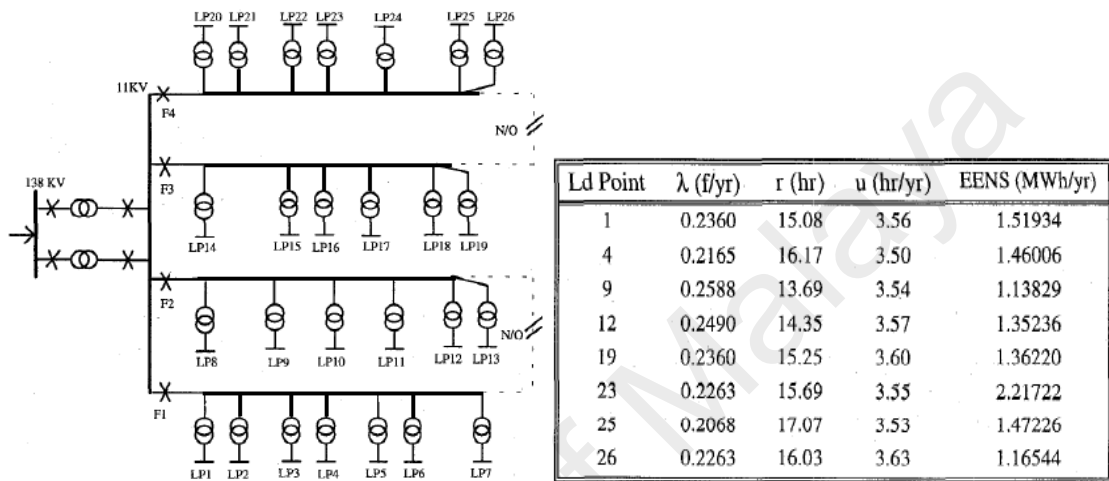 LP20 LP21 LP22 LP23 LP24 LP25 LP26
11KV
F4
N/O
138 KV
F3
LP14 LP15 LP16 LP17 LP18 LP19
F2
N/O
LP8 LP9 LP10 LP11 LP12 LP13
F1
LP1 LP2 LP3 LP4 LP5 LP6 LP7
Ld Point λ (f/yr) r (hr) u (hr/yr) EENS (MWh/yr)
1 0.2360 15.08 3.56 1.51934
4 0.2165 16.17 3.50 1.46006
9 0.2588 13.69 3.54 1.13829
12 0.2490 14.35 3.57 1.35236
19 0.2360 15.25 3.60 1.36220
23 0.2263 15.69 3.55 2.21722
25 0.2068 17.07 3.53 1.47226
26 0.2263 16.03 3.63 1.16544
of Malaya